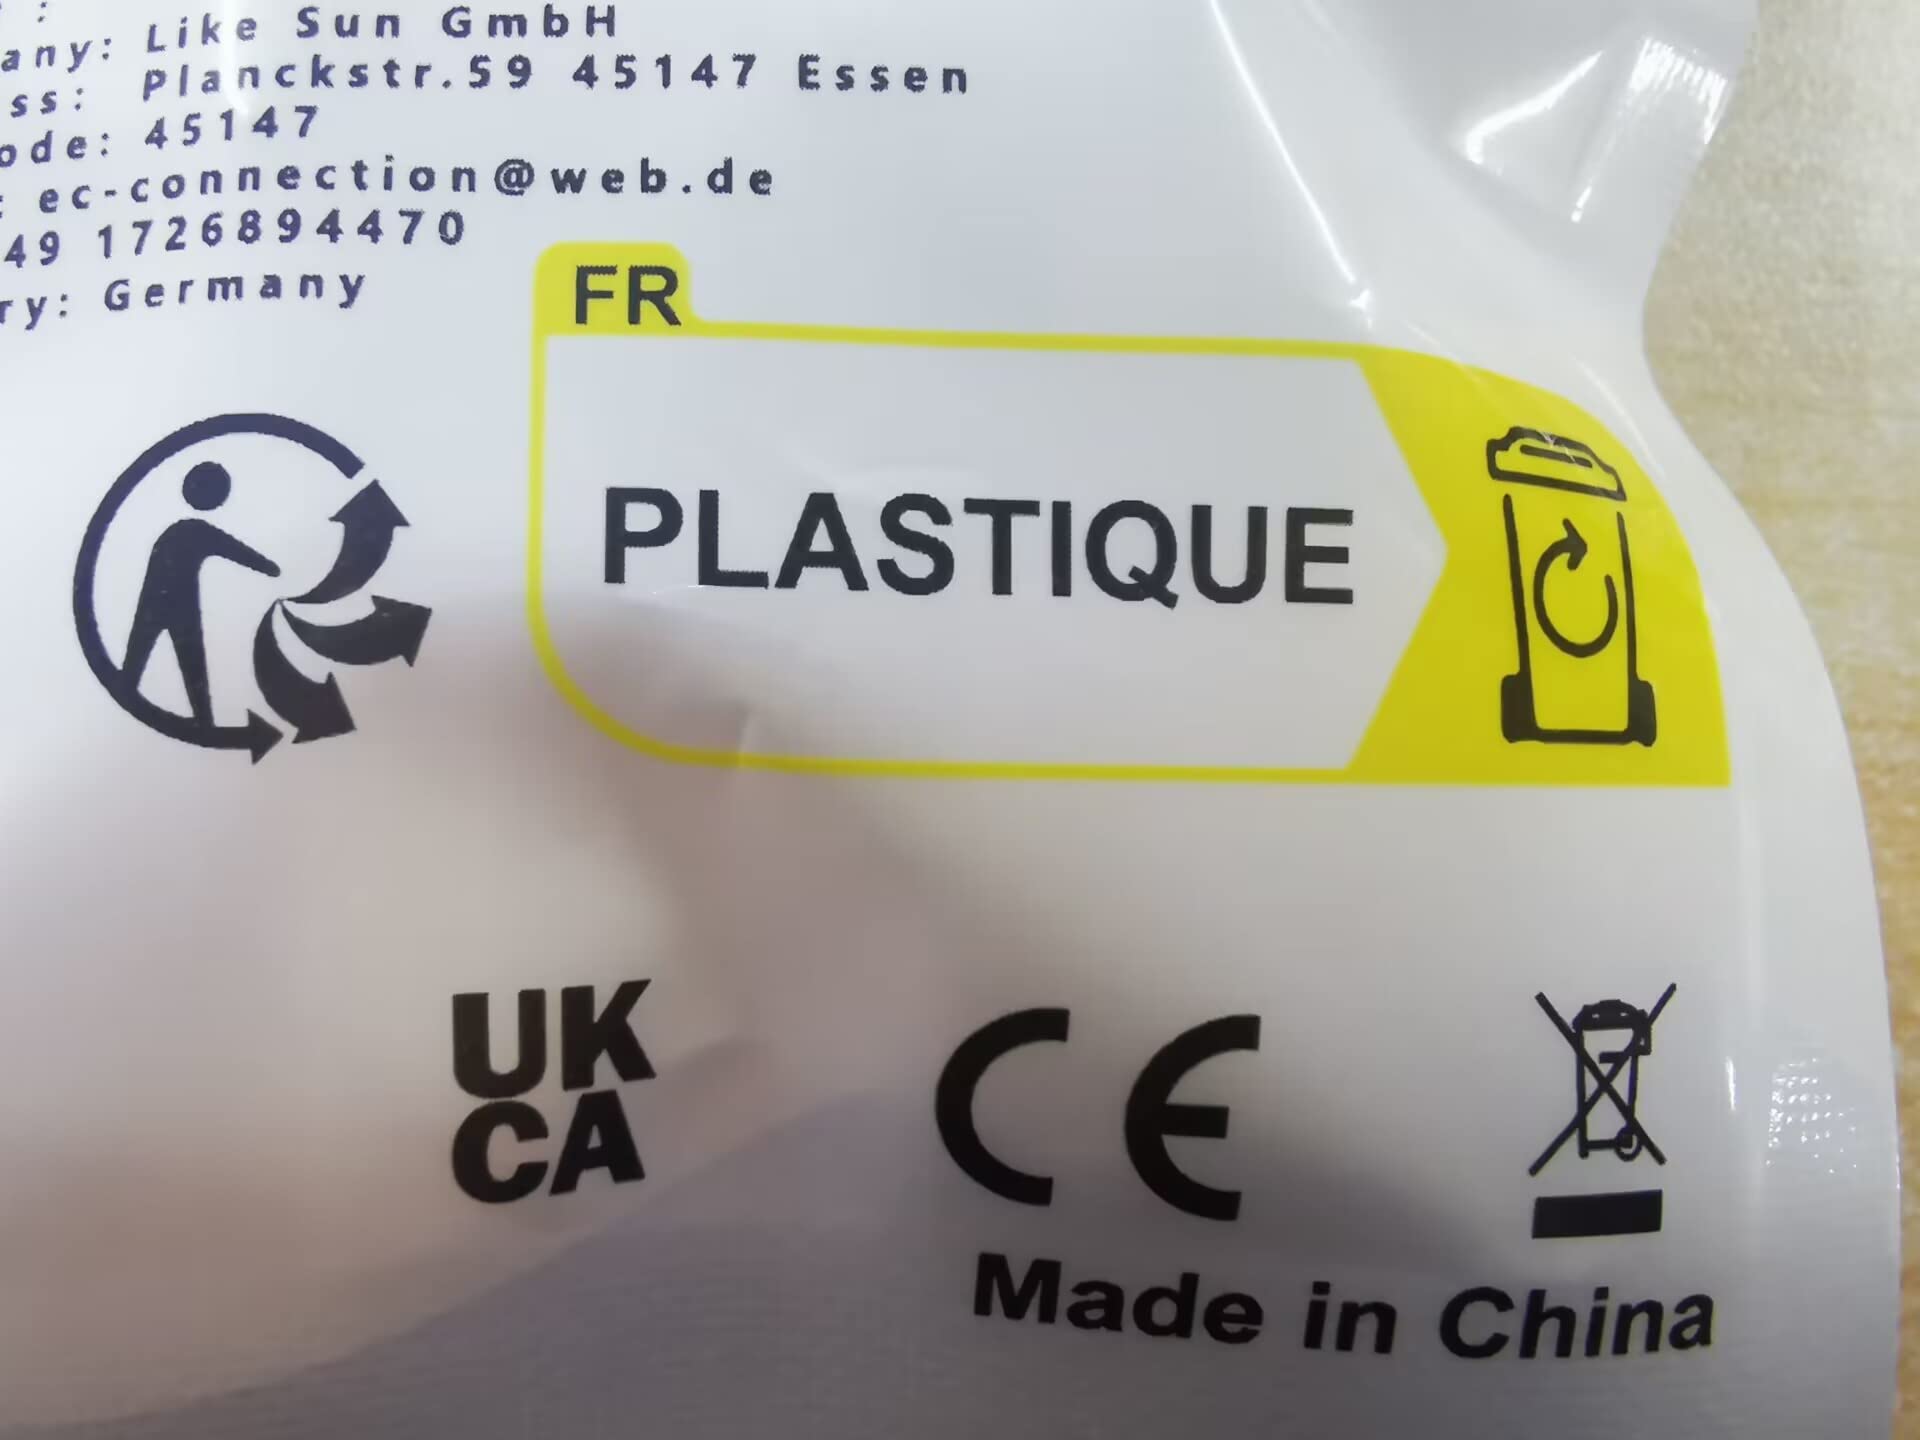 any: Like Sun GmbH
ss: Planckstr.59 45147 Essen
ode: 45147
: ec-connection@web.de
49 1726894470
ry: Germany
FR
PLASTIQUE
UK
CA
CE
Made in China